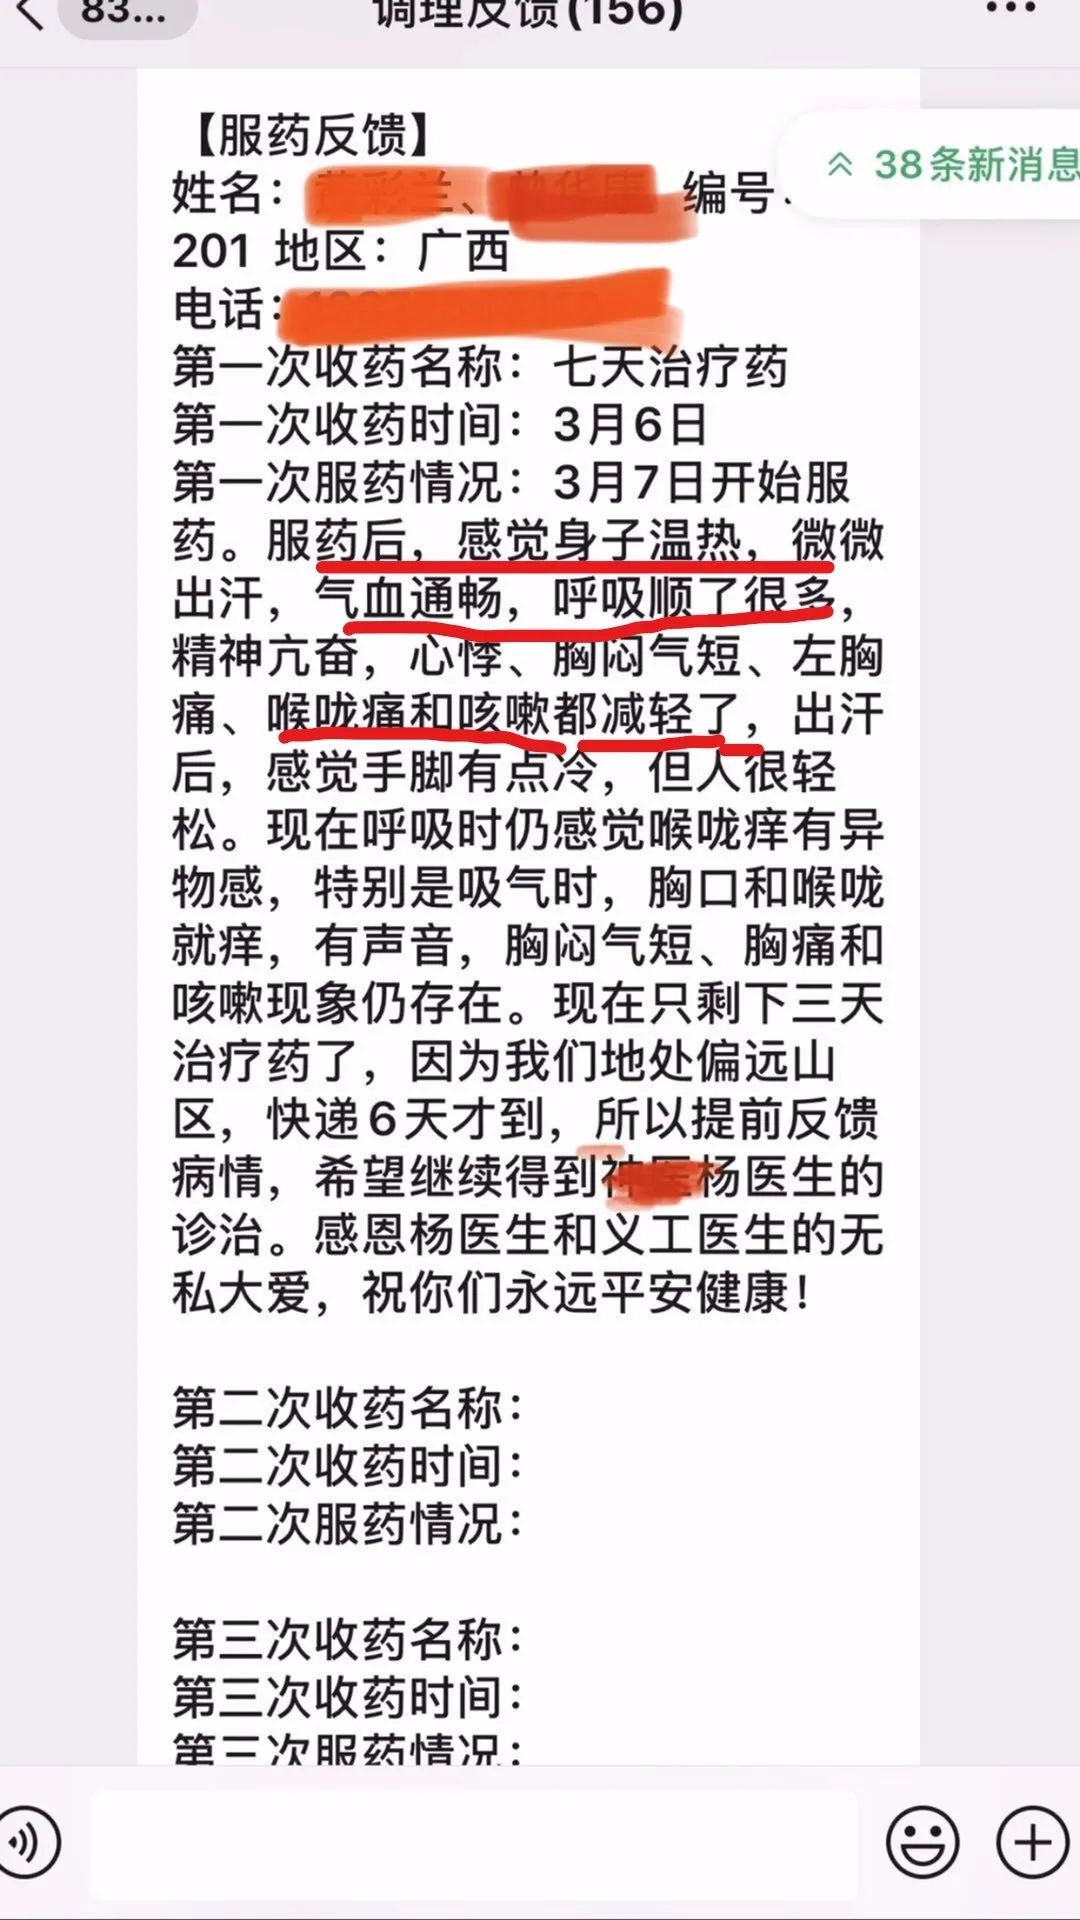 83...
调理反馈(156)
38条新消息
【服药反馈】
姓名： 编号：
201 地区：广西
电话：
第一次收药名称：七天治疗药
第一次收药时间：3月6日
第一次服药情况：3月7日开始服
药。服药后，感觉身子温热，微微
出汗，气血通畅，呼吸顺了很多，
精神亢奋，心悸、胸闷气短、左胸
痛、喉咙痛和咳嗽都减轻了，出汗
后，感觉手脚有点冷，但人很轻
松。现在呼吸时仍感觉喉咙痒有异
物感，特别是吸气时，胸口和喉咙
就痒，有声音，胸闷气短、胸痛和
咳嗽现象仍存在。现在只剩下三天
治疗药了，因为我们地处偏远山
区，快递6天才到，所以提前反馈
病情，希望继续得到杨医生的
诊治。感恩杨医生和义工医生的无
私大爱，祝你们永远平安健康！
第二次收药名称：
第二次收药时间：
第二次服药情况：
第三次收药名称：
第三次收药时间：
第三次服药情况：